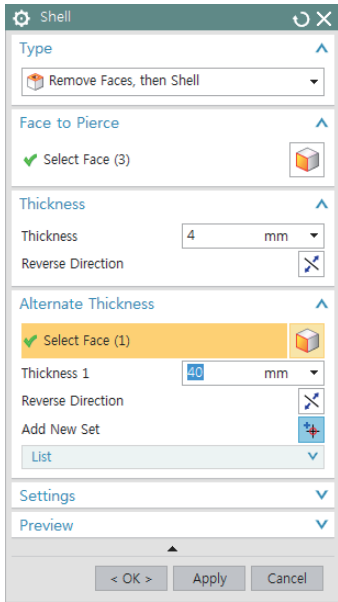 Shell
Type
Remove Faces, then Shell
Face to Pierce
Select Face (3)
Thickness
Thickness 4 mm
Reverse Direction
Alternate Thickness
Select Face (1)
Thickness 1 40 mm
Reverse Direction
Add New Set
List
Settings
Preview
< OK > Apply Cancel